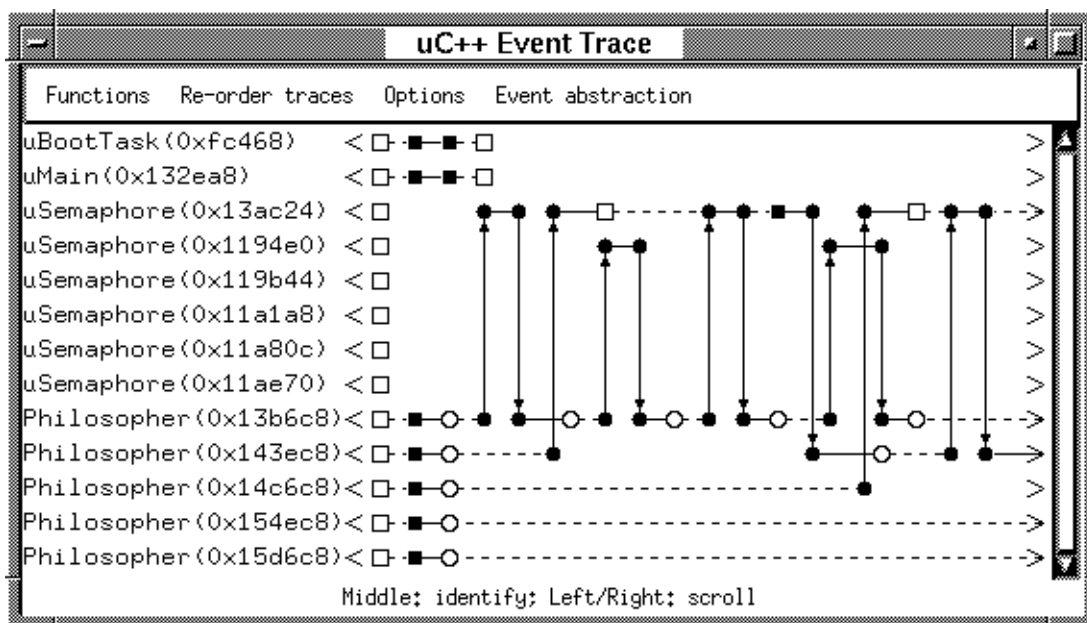 uC++ Event Trace
Functions Re-order traces Options Event abstraction
uBootTask(0xfc468)
uMain(0x132ea8)
uSemaphore(0x13ac24)
uSemaphore(0x1194e0)
uSemaphore(0x119b44)
uSemaphore(0x11a1a8)
uSemaphore(0x11a80c)
uSemaphore(0x11ae70)
Philosopher(0x13b6c8)
Philosopher(0x143ec8)
Philosopher(0x14c6c8)
Philosopher(0x154ec8)
Philosopher(0x15d6c8)
Middle: identify; Left/Right: scroll